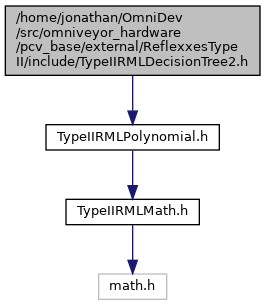 /home/jonathan/OmniDev
/src/omniveyor_hardware
/pcv_base/external/ReflexxesType
II/include/TypeIIRMLDecisionTree2.h
TypeIIRMLPolynomial.h
TypeIIRMLMath.h
math.h